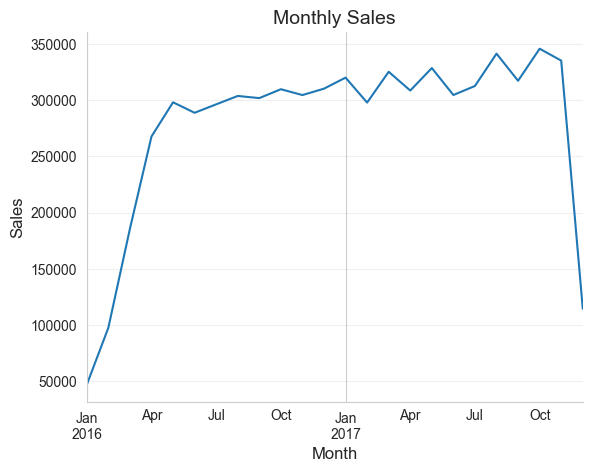 Monthly Sales
350000
300000
250000
200000
150000
100000
50000
Sales
Jan
2016
Apr
Jul
Oct
Jan
2017
Apr
Jul
Oct
Month